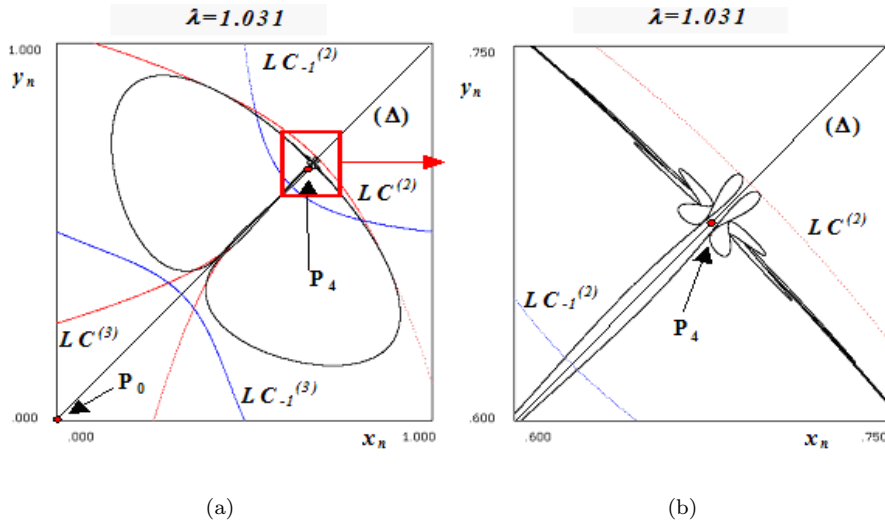 λ=1.031
1.000
y_n
LC_{-1}^{(2)}
(Δ)
LC^{(2)}
P_4
LC^{(3)}
P_0
LC_{-1}^{(3)}
.000
.000
x_n
1.000
(a)
λ=1.031
.750
y_n
(Δ)
LC^{(2)}
LC_{-1}^{(2)}
P_4
.600
.600
x_n
.750
(b)